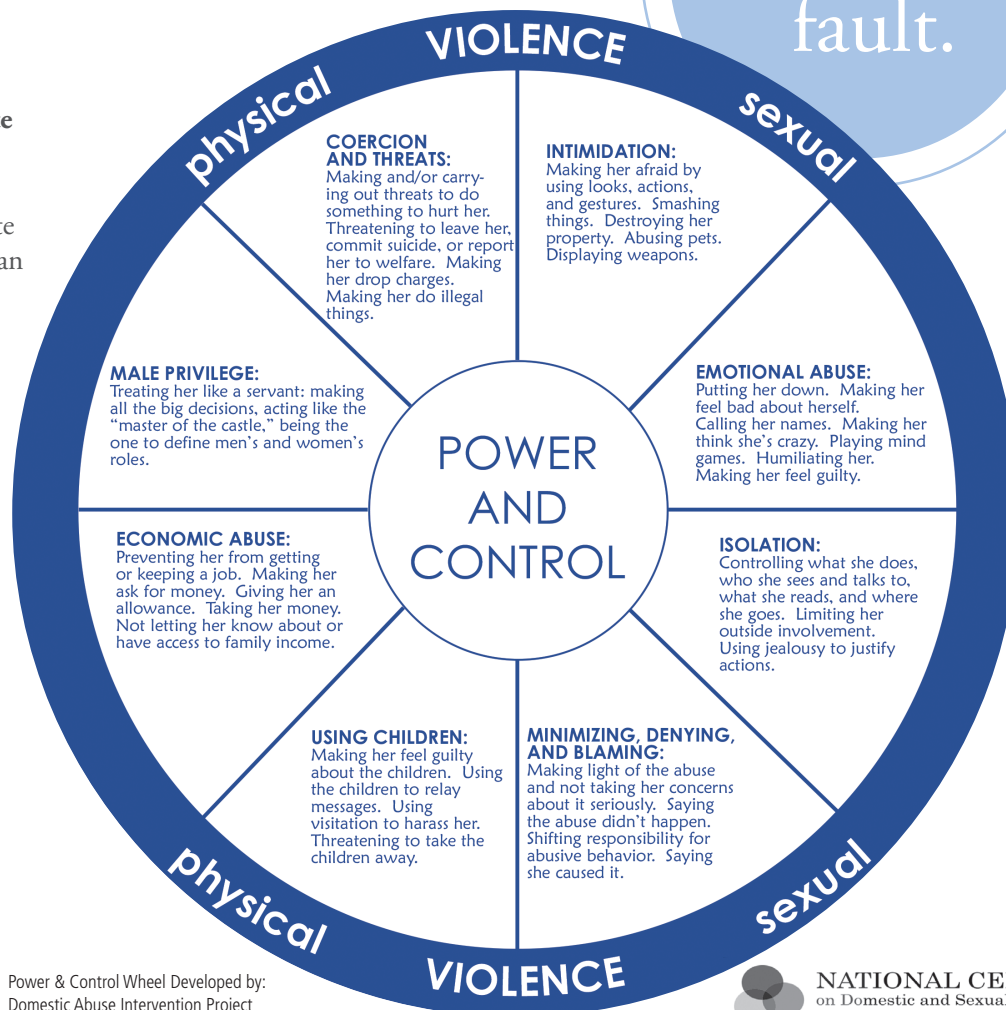 fault.
VIOLENCE
physical
sexual
COERCION
AND THREATS:
Making and/or carry-
ing out threats to do
something to hurt her.
Threatening to leave her,
commit suicide, or report
her to welfare. Making
her drop charges.
Making her do illegal
things.
INTIMIDATION:
Making her afraid by
using looks, actions,
and gestures. Smashing
things. Destroying her
property. Abusing pets.
Displaying weapons.
MALE PRIVILEGE:
Treating her like a servant: making
all the big decisions, acting like the
“master of the castle,” being the
one to define men’s and women’s
roles.
EMOTIONAL ABUSE:
Putting her down. Making her
feel bad about herself.
Calling her names. Making her
think she’s crazy. Playing mind
games. Humiliating her.
Making her feel guilty.
POWER
AND
CONTROL
ECONOMIC ABUSE:
Preventing her from getting
or keeping a job. Making her
ask for money. Giving her an
allowance. Taking her money.
Not letting her know about or
have access to family income.
ISOLATION:
Controlling what she does,
who she sees and talks to,
what she reads, and where
she goes. Limiting her
outside involvement.
Using jealousy to justify
actions.
USING CHILDREN:
Making her feel guilty
about the children. Using
the children to relay
messages. Using
visitation to harass her.
Threatening to take the
children away.
MINIMIZING, DENYING,
AND BLAMING:
Making light of the abuse
and not taking her concerns
about it seriously. Saying
the abuse didn’t happen.
Shifting responsibility for
abusive behavior. Saying
she caused it.
physical
sexual
VIOLENCE
Power & Control Wheel Developed by:
Domestic Abuse Intervention Project
NATIONAL CE
on Domestic and Sexual